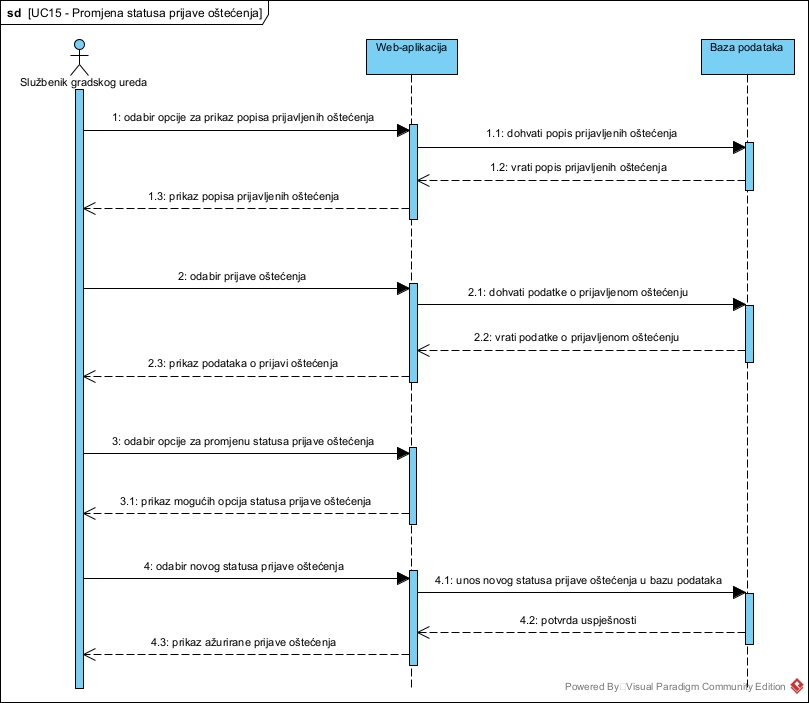 sd [UC15 - Promjena statusa prijave oštećenja]
Službenik gradskog ureda
Web-aplikacija
Baza podataka
1: odabir opcije za prikaz popisa prijavljenih oštećenja
1.1: dohvati popis prijavljenih oštećenja
1.2: vrati popis prijavljenih oštećenja
1.3: prikaz popisa prijavljenih oštećenja
2: odabir prijave oštećenja
2.1: dohvati podatke o prijavljenom oštećenju
2.2: vrati podatke o prijavljenom oštećenju
2.3: prikaz podataka o prijavi oštećenja
3: odabir opcije za promjenu statusa prijave oštećenja
3.1: prikaz mogućih opcija statusa prijave oštećenja
4: odabir novog statusa prijave oštećenja
4.1: unos novog statusa prijave oštećenja u bazu podataka
4.2: potvrda uspješnosti
4.3: prikaz ažurirane prijave oštećenja
Powered By Visual Paradigm Community Edition